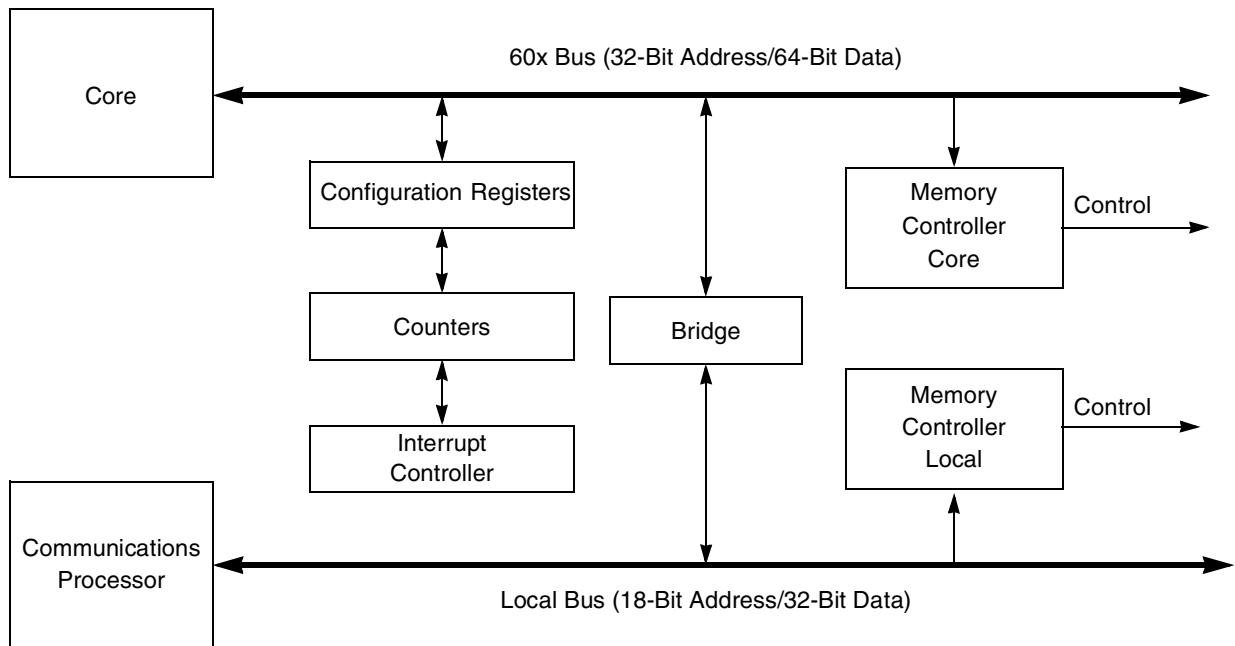 60x Bus (32-Bit Address/64-Bit Data)
Core
Configuration Registers
Memory
Controller
Core
Control
Counters
Bridge
Memory
Controller
Local
Control
Interrupt
Controller
Communications
Processor
Local Bus (18-Bit Address/32-Bit Data)